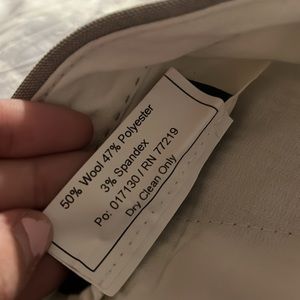 50% Wool 47% Polyester
3% Spandex
Po: 017130 / RN 77219
Dry Clean Only